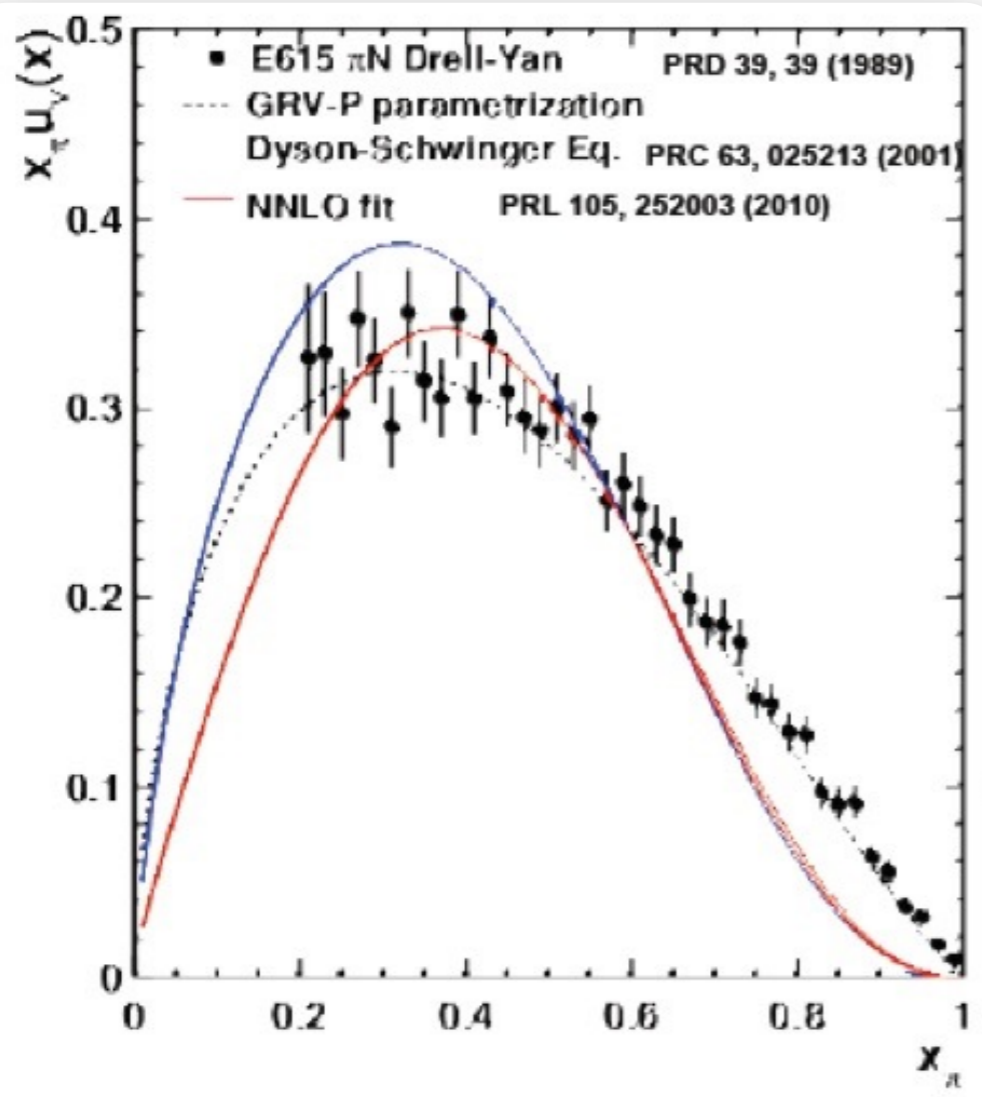 0.5
E615 πN Drell-Yan PRD 39, 39 (1989)
GRV-P parametrization
Dyson-Schwinger Eq. PRC 63, 025213 (2001)
NNLO fit PRL 105, 252003 (2010)
x_π u_V(x)
0.4
0.3
0.2
0.1
0
0 0.2 0.4 0.6 0.8 1
x_π